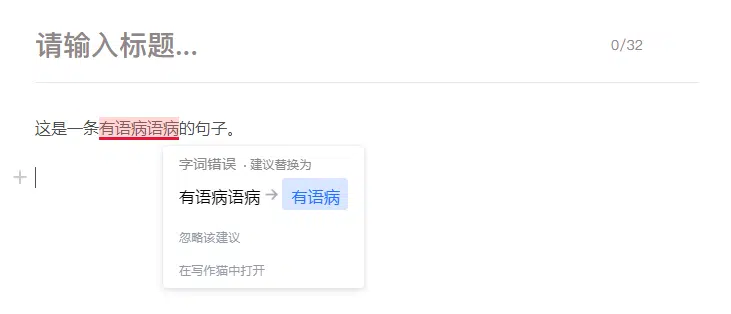 请输入标题...
0/32
这是一条有语病语病的句子。
字词错误 · 建议替换为
有语病语病 → 有语病
忽略该建议
在写作猫中打开